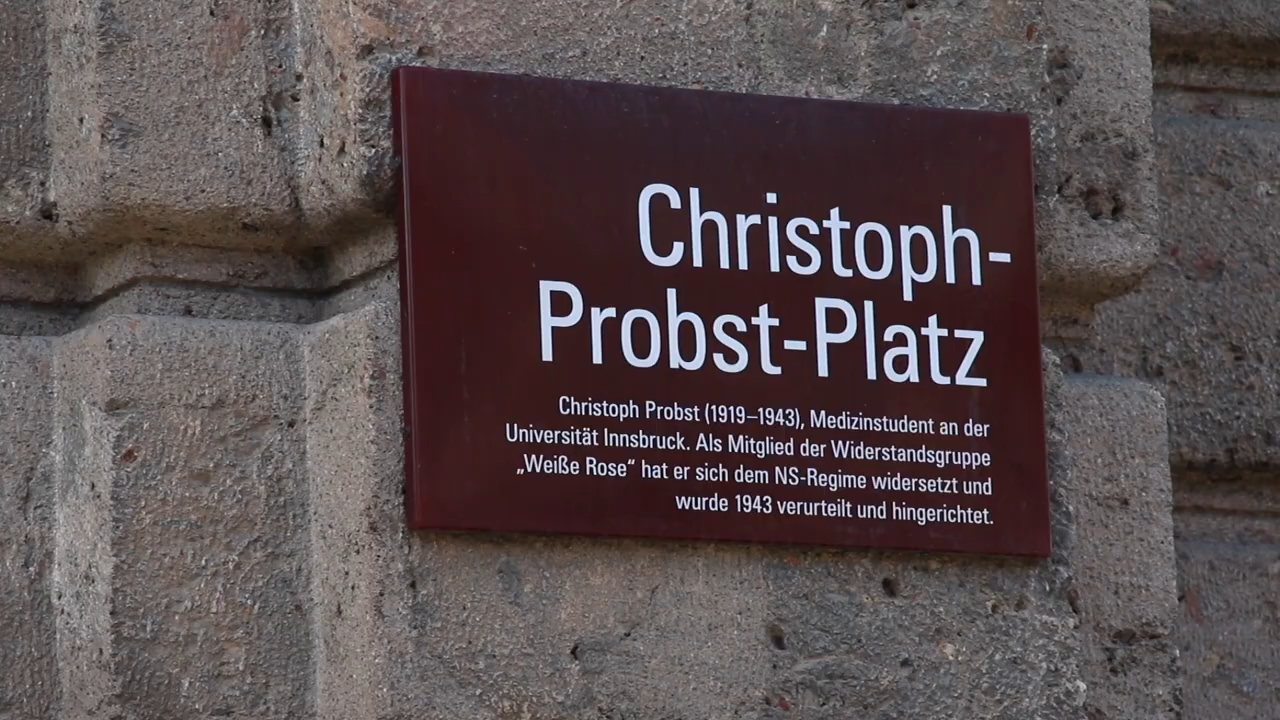 Christoph-
Probst-Platz
Christoph Probst (1919–1943), Medizinstudent an der
Universität Innsbruck. Als Mitglied der Widerstandsgruppe
„Weiße Rose“ hat er sich dem NS-Regime widersetzt und
wurde 1943 verurteilt und hingerichtet.